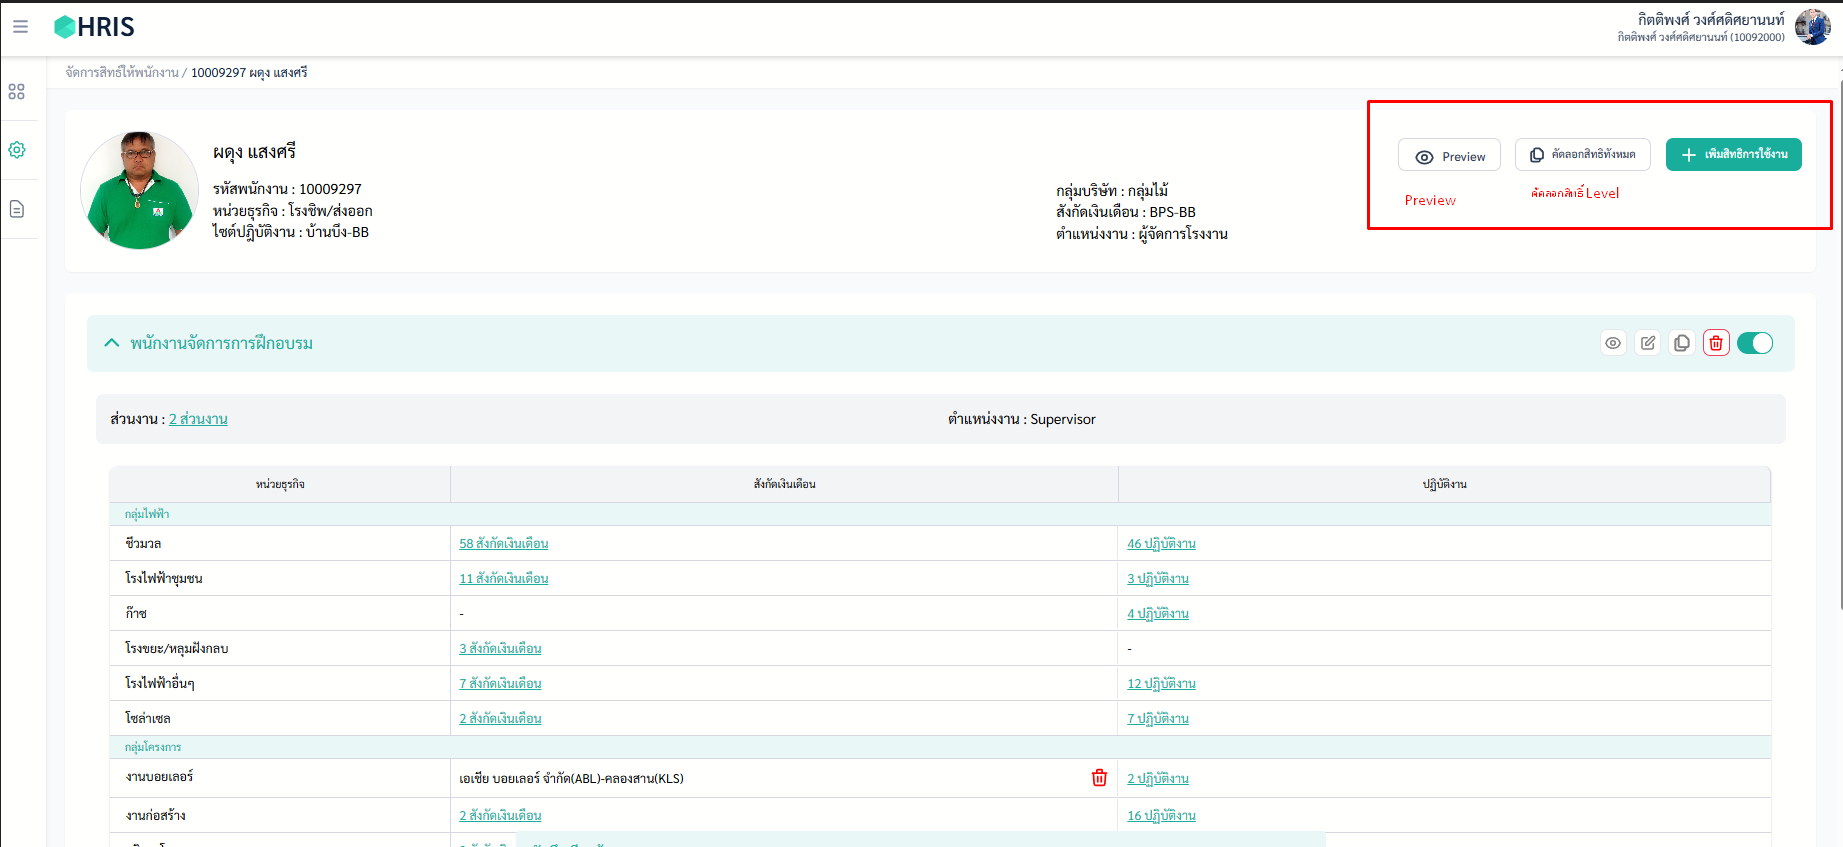 HRIS
กิตติพงศ์ วงศ์ศดิศยานนท์
กิตติพงศ์ วงศ์ศดิศยานนท์ (10092000)
จัดการสิทธิ์ให้พนักงาน / 10009297 ผดุง แสงศรี
ผดุง แสงศรี
รหัสพนักงาน : 10009297
หน่วยธุรกิจ : โรงชิพ/ส่งออก
ไซต์ปฎิบัติงาน : บ้านบึง-BB
กลุ่มบริษัท : กลุ่มไม้
สังกัดเงินเดือน : BPS-BB
ตำแหน่งงาน : ผู้จัดการโรงงาน
Preview
คัดลอกสิทธิทั้งหมด
เพิ่มสิทธิการใช้งาน
Preview
คัดลอกสิทธิ์ Level
พนักงานจัดการการฝึกอบรม
ส่วนงาน : 2 ส่วนงาน
ตำแหน่งงาน : Supervisor
หน่วยธุรกิจ สังกัดเงินเดือน ปฏิบัติงาน
กลุ่มไฟฟ้า
ชีวมวล 58 สังกัดเงินเดือน 46 ปฏิบัติงาน
โรงไฟฟ้าชุมชน 11 สังกัดเงินเดือน 3 ปฏิบัติงาน
ก๊าซ - 4 ปฏิบัติงาน
โรงขยะ/หลุมฝังกลบ 3 สังกัดเงินเดือน -
โรงไฟฟ้าอื่นๆ 7 สังกัดเงินเดือน 12 ปฏิบัติงาน
โซล่าเซล 2 สังกัดเงินเดือน 7 ปฏิบัติงาน
กลุ่มโครงการ
งานบอยเลอร์ เอเชีย บอยเลอร์ จำกัด(ABL)-คลองสาน(KLS) 2 ปฏิบัติงาน
งานก่อสร้าง 2 สังกัดเงินเดือน 16 ปฏิบัติงาน